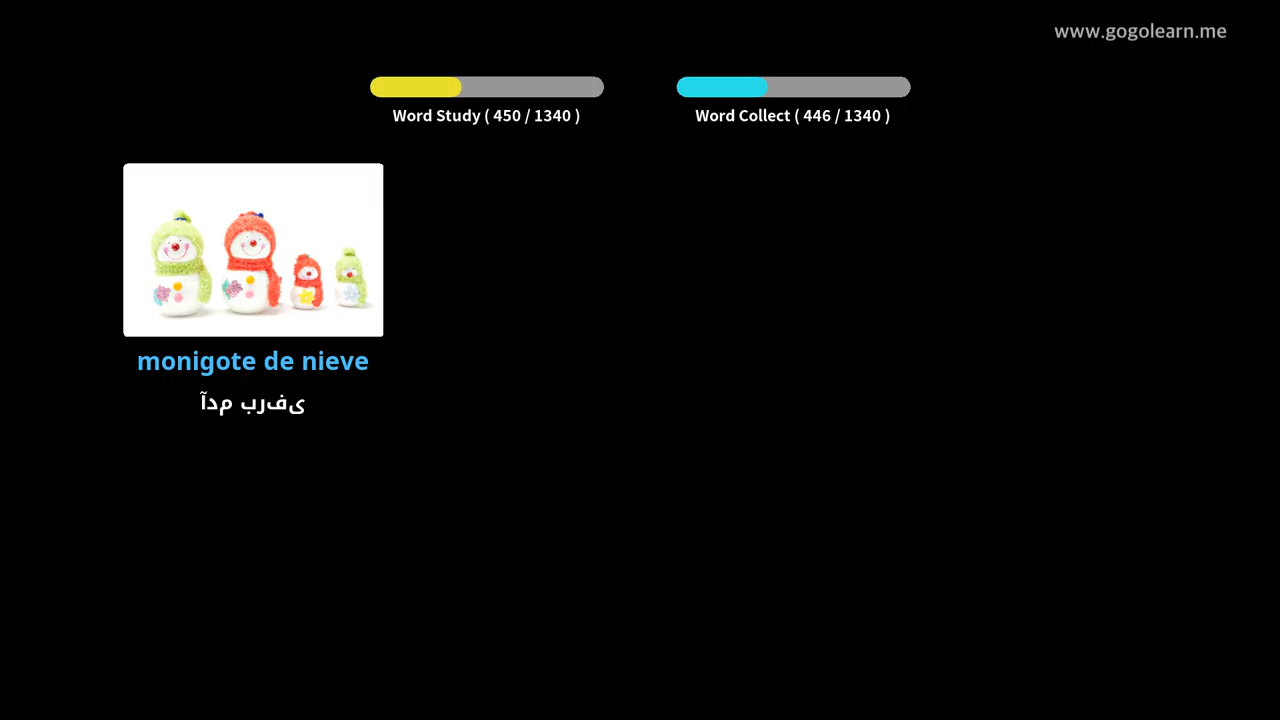 www.gogolearn.me
Word Study ( 450 / 1340 )
Word Collect ( 446 / 1340 )
monigote de nieve
آدم برفی